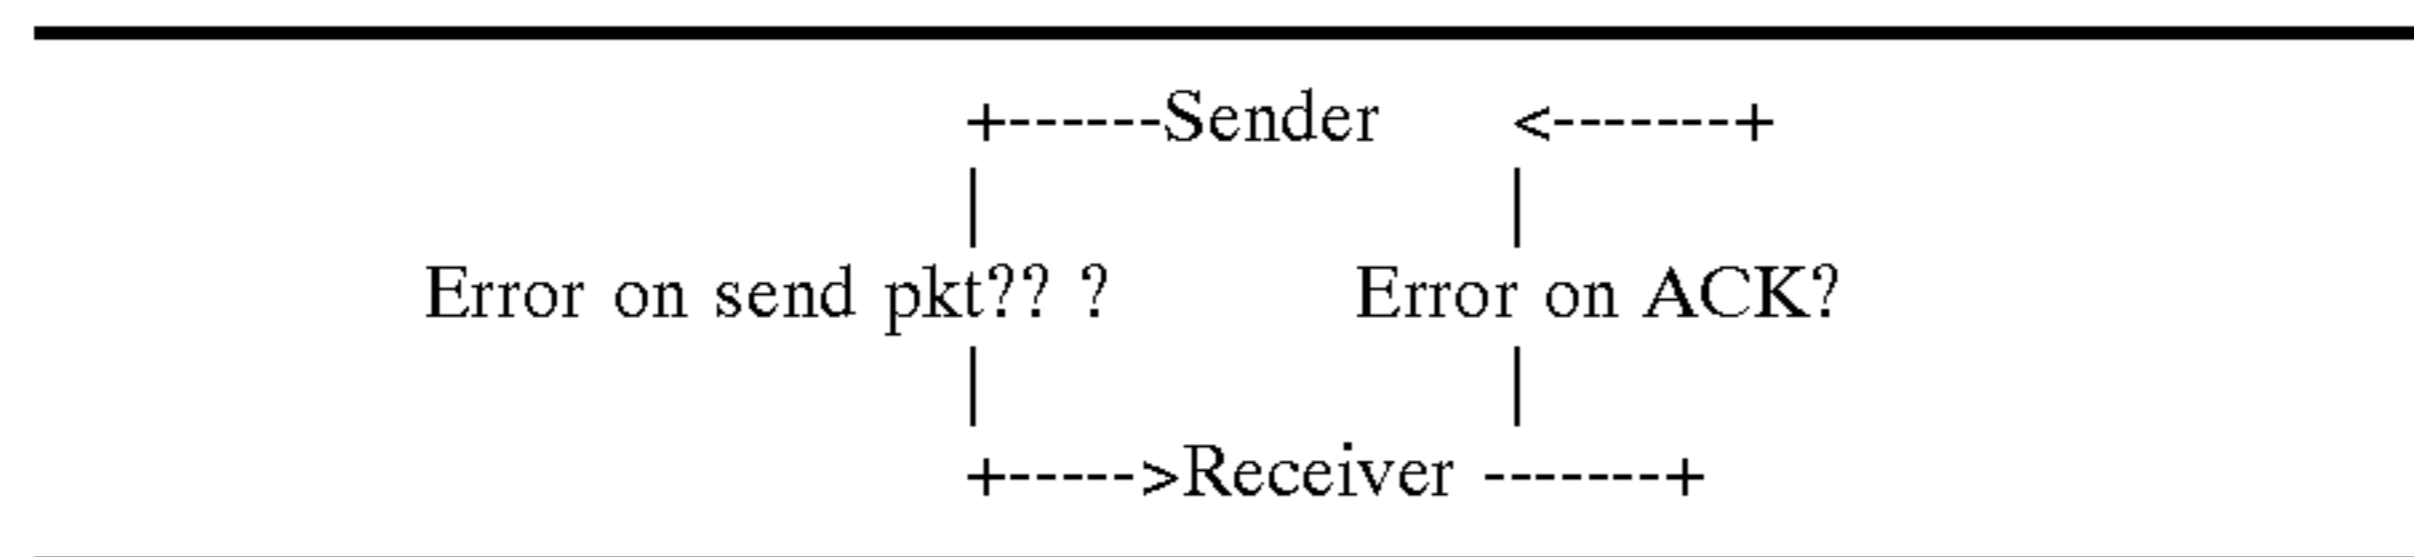 +------Sender <-------+
| |
Error on send pkt?? ? Error on ACK?
| |
+----->Receiver -------+